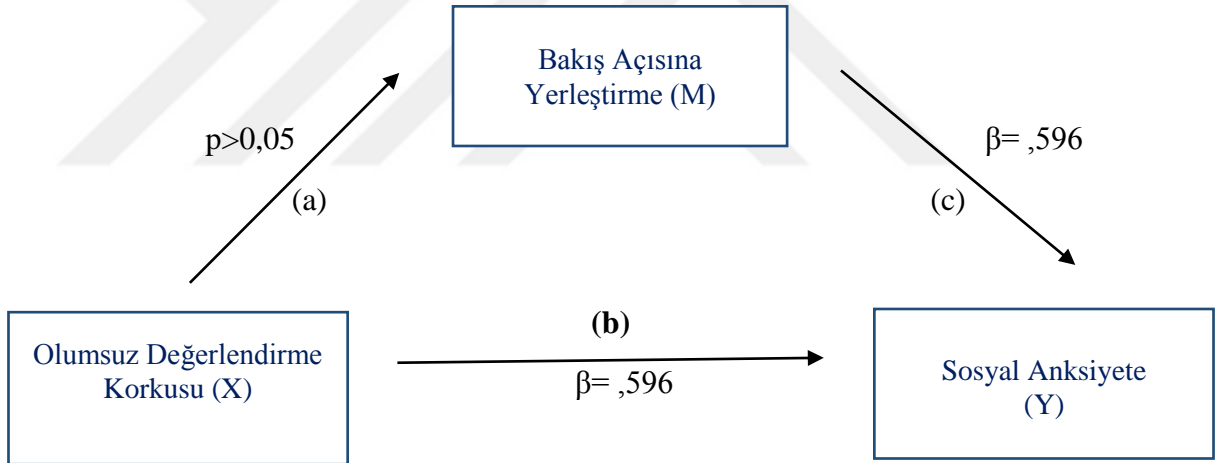 Bakış Açısına
Yerleştirme (M)
p>0,05
β= ,596
(a)
(c)
(b)
Olumsuz Değerlendirme
Korkusu (X)
β= ,596
Sosyal Anksiyete
(Y)